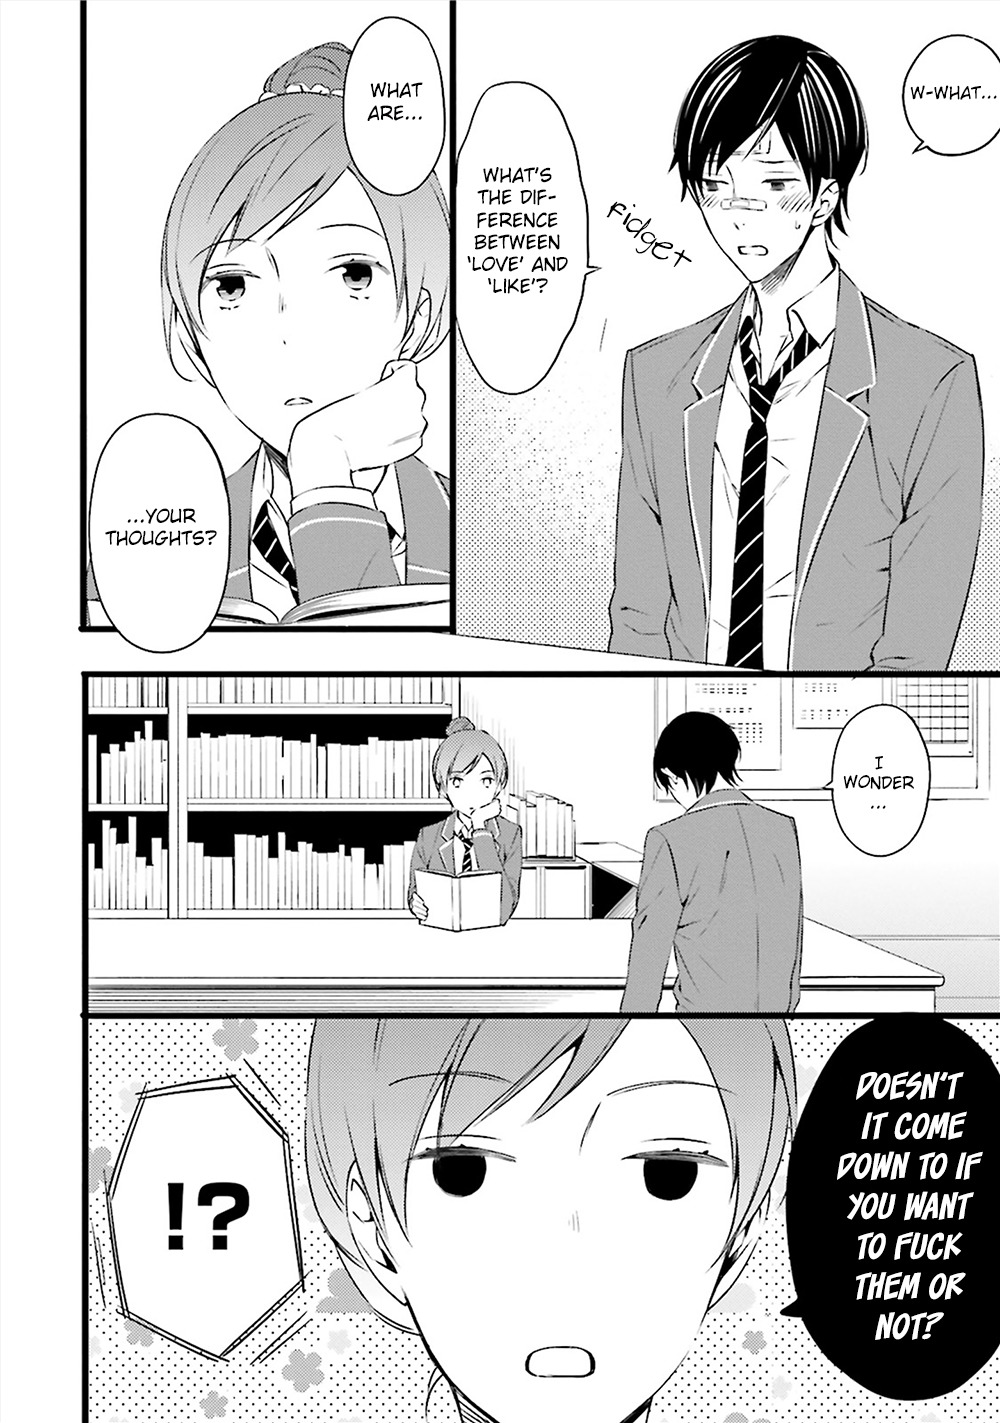 W-WHAT...
WHAT'S
THE DIF-
FERENCE
BETWEEN
'LOVE' AND
'LIKE'?
FIDGET
WHAT
ARE...
...YOUR
THOUGHTS?
I
WONDER
...
DOESN'T
IT COME
DOWN TO IF
YOU WANT
TO FUCK
THEM OR
NOT?
!?